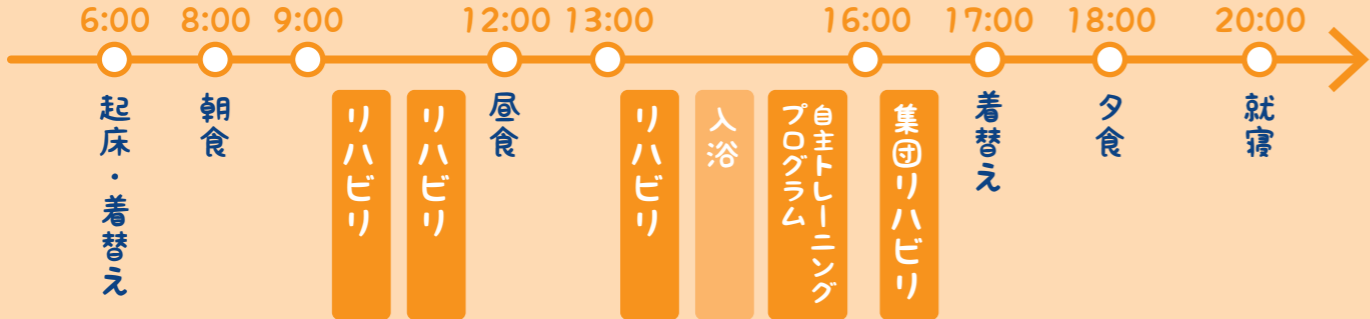 6:00 8:00 9:00 12:00 13:00 16:00 17:00 18:00 20:00
起床・着替え
朝食
リハビリ
リハビリ
昼食
リハビリ
入浴
自主トレーニング
プログラム
集団リハビリ
着替え
夕食
就寝